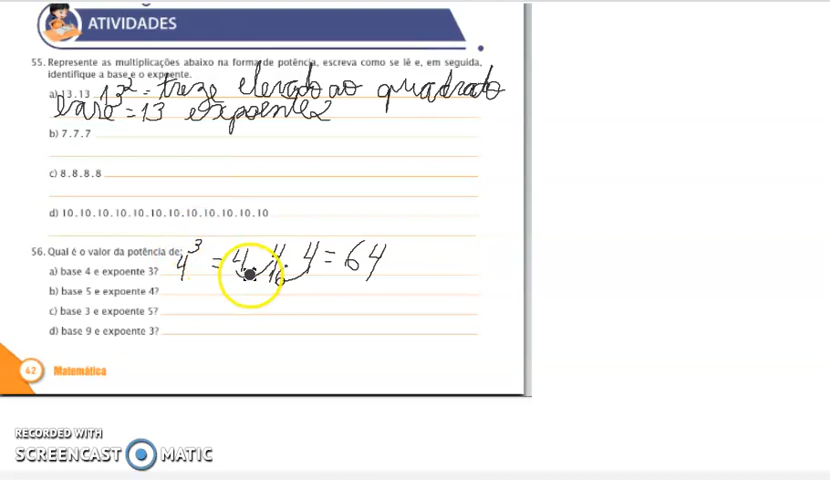 ATIVIDADES
55. Represente as multiplicações abaixo na forma de potência, escreva como se lê e, em seguida,
identifique a base e o expoente.
a) 13.13 13² = treze elevado ao quadrado
base = 13 expoente 2
b) 7.7.7
c) 8.8.8.8
d) 10.10.10.10.10.10.10.10.10.10.10.10
56. Qual é o valor da potência de:
a) base 4 e expoente 3? 4³ = 4.4.4 = 64
16
b) base 5 e expoente 4?
c) base 3 e expoente 5?
d) base 9 e expoente 3?
42 Matemática
RECORDED WITH
SCREENCAST MATIC